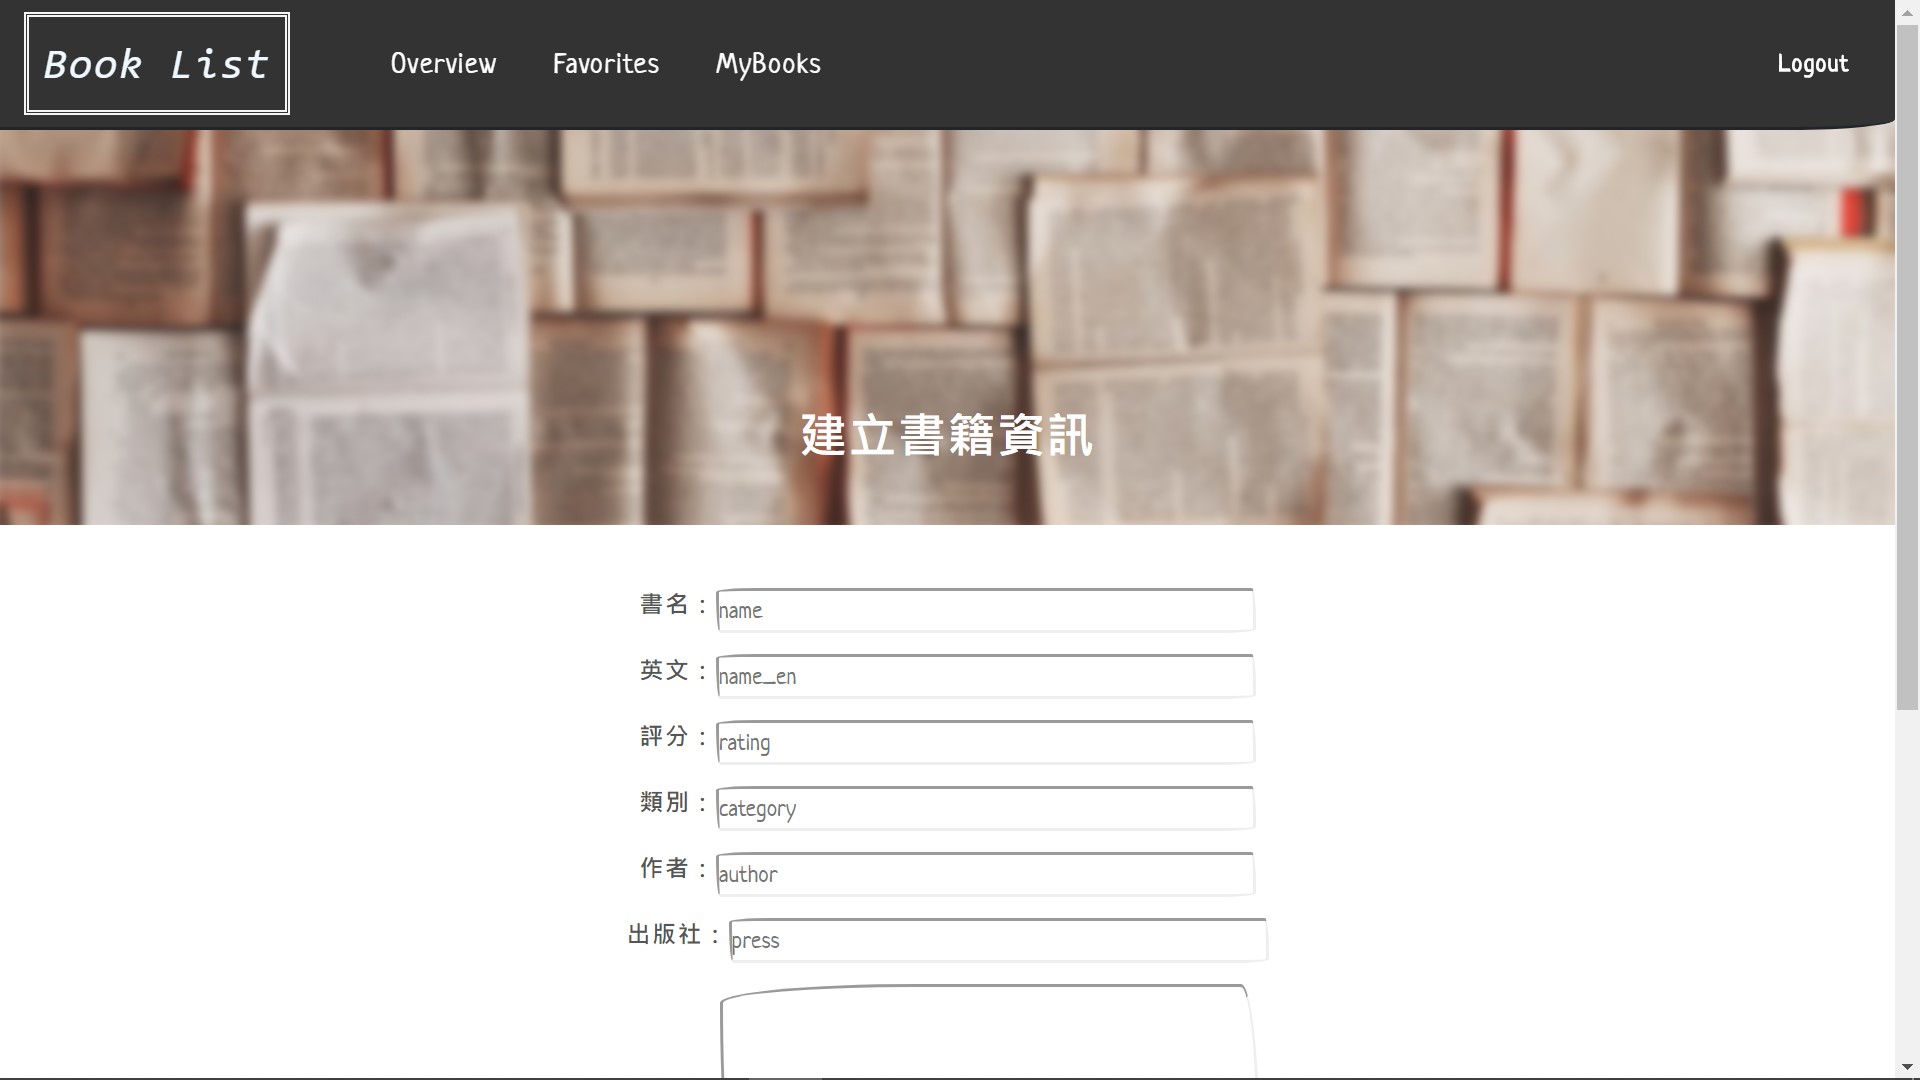 Book List
Overview Favorites MyBooks Logout
建立書籍資訊
書名 : name
英文 : name_en
評分 : rating
類別 : category
作者 : author
出版社 : press